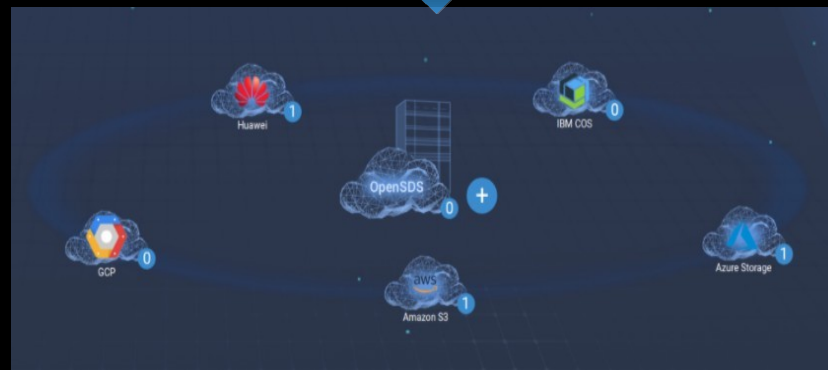 Huawei
1
IBM COS
0
OpenSDS
0
+
GCP
0
aws
Amazon S3
1
Azure Storage
1